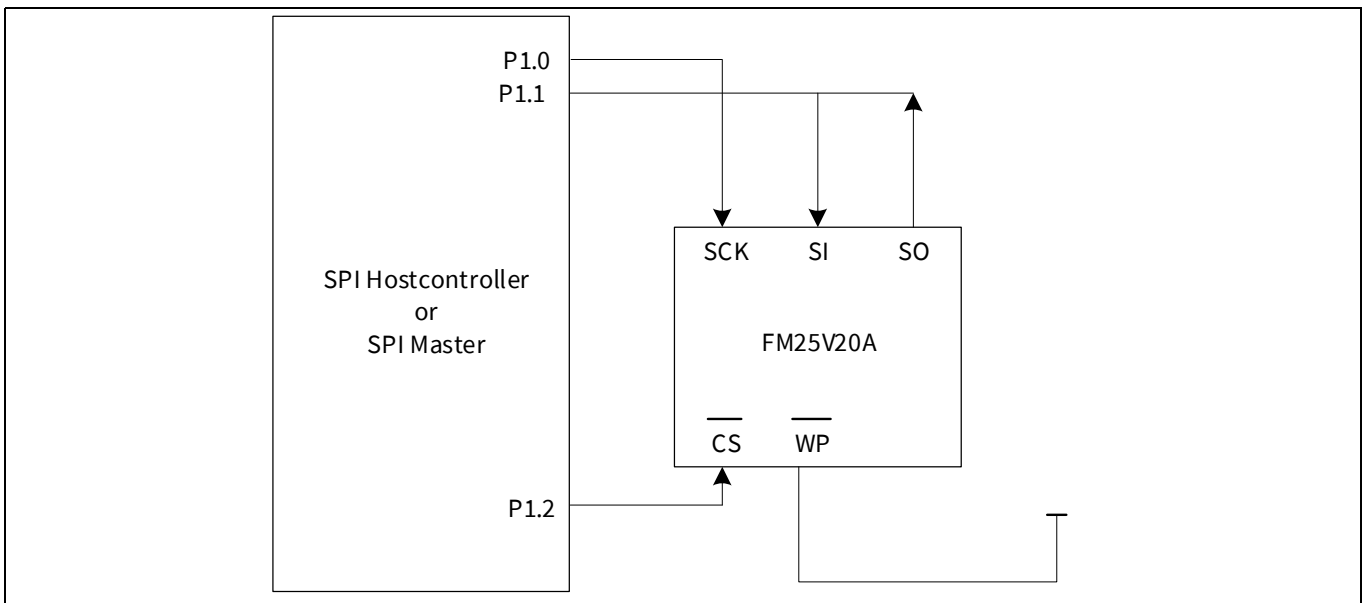 P1.0
P1.1
SCK SI SO
SPI Hostcontroller
or
SPI Master
FM25V20A
CS WP
P1.2